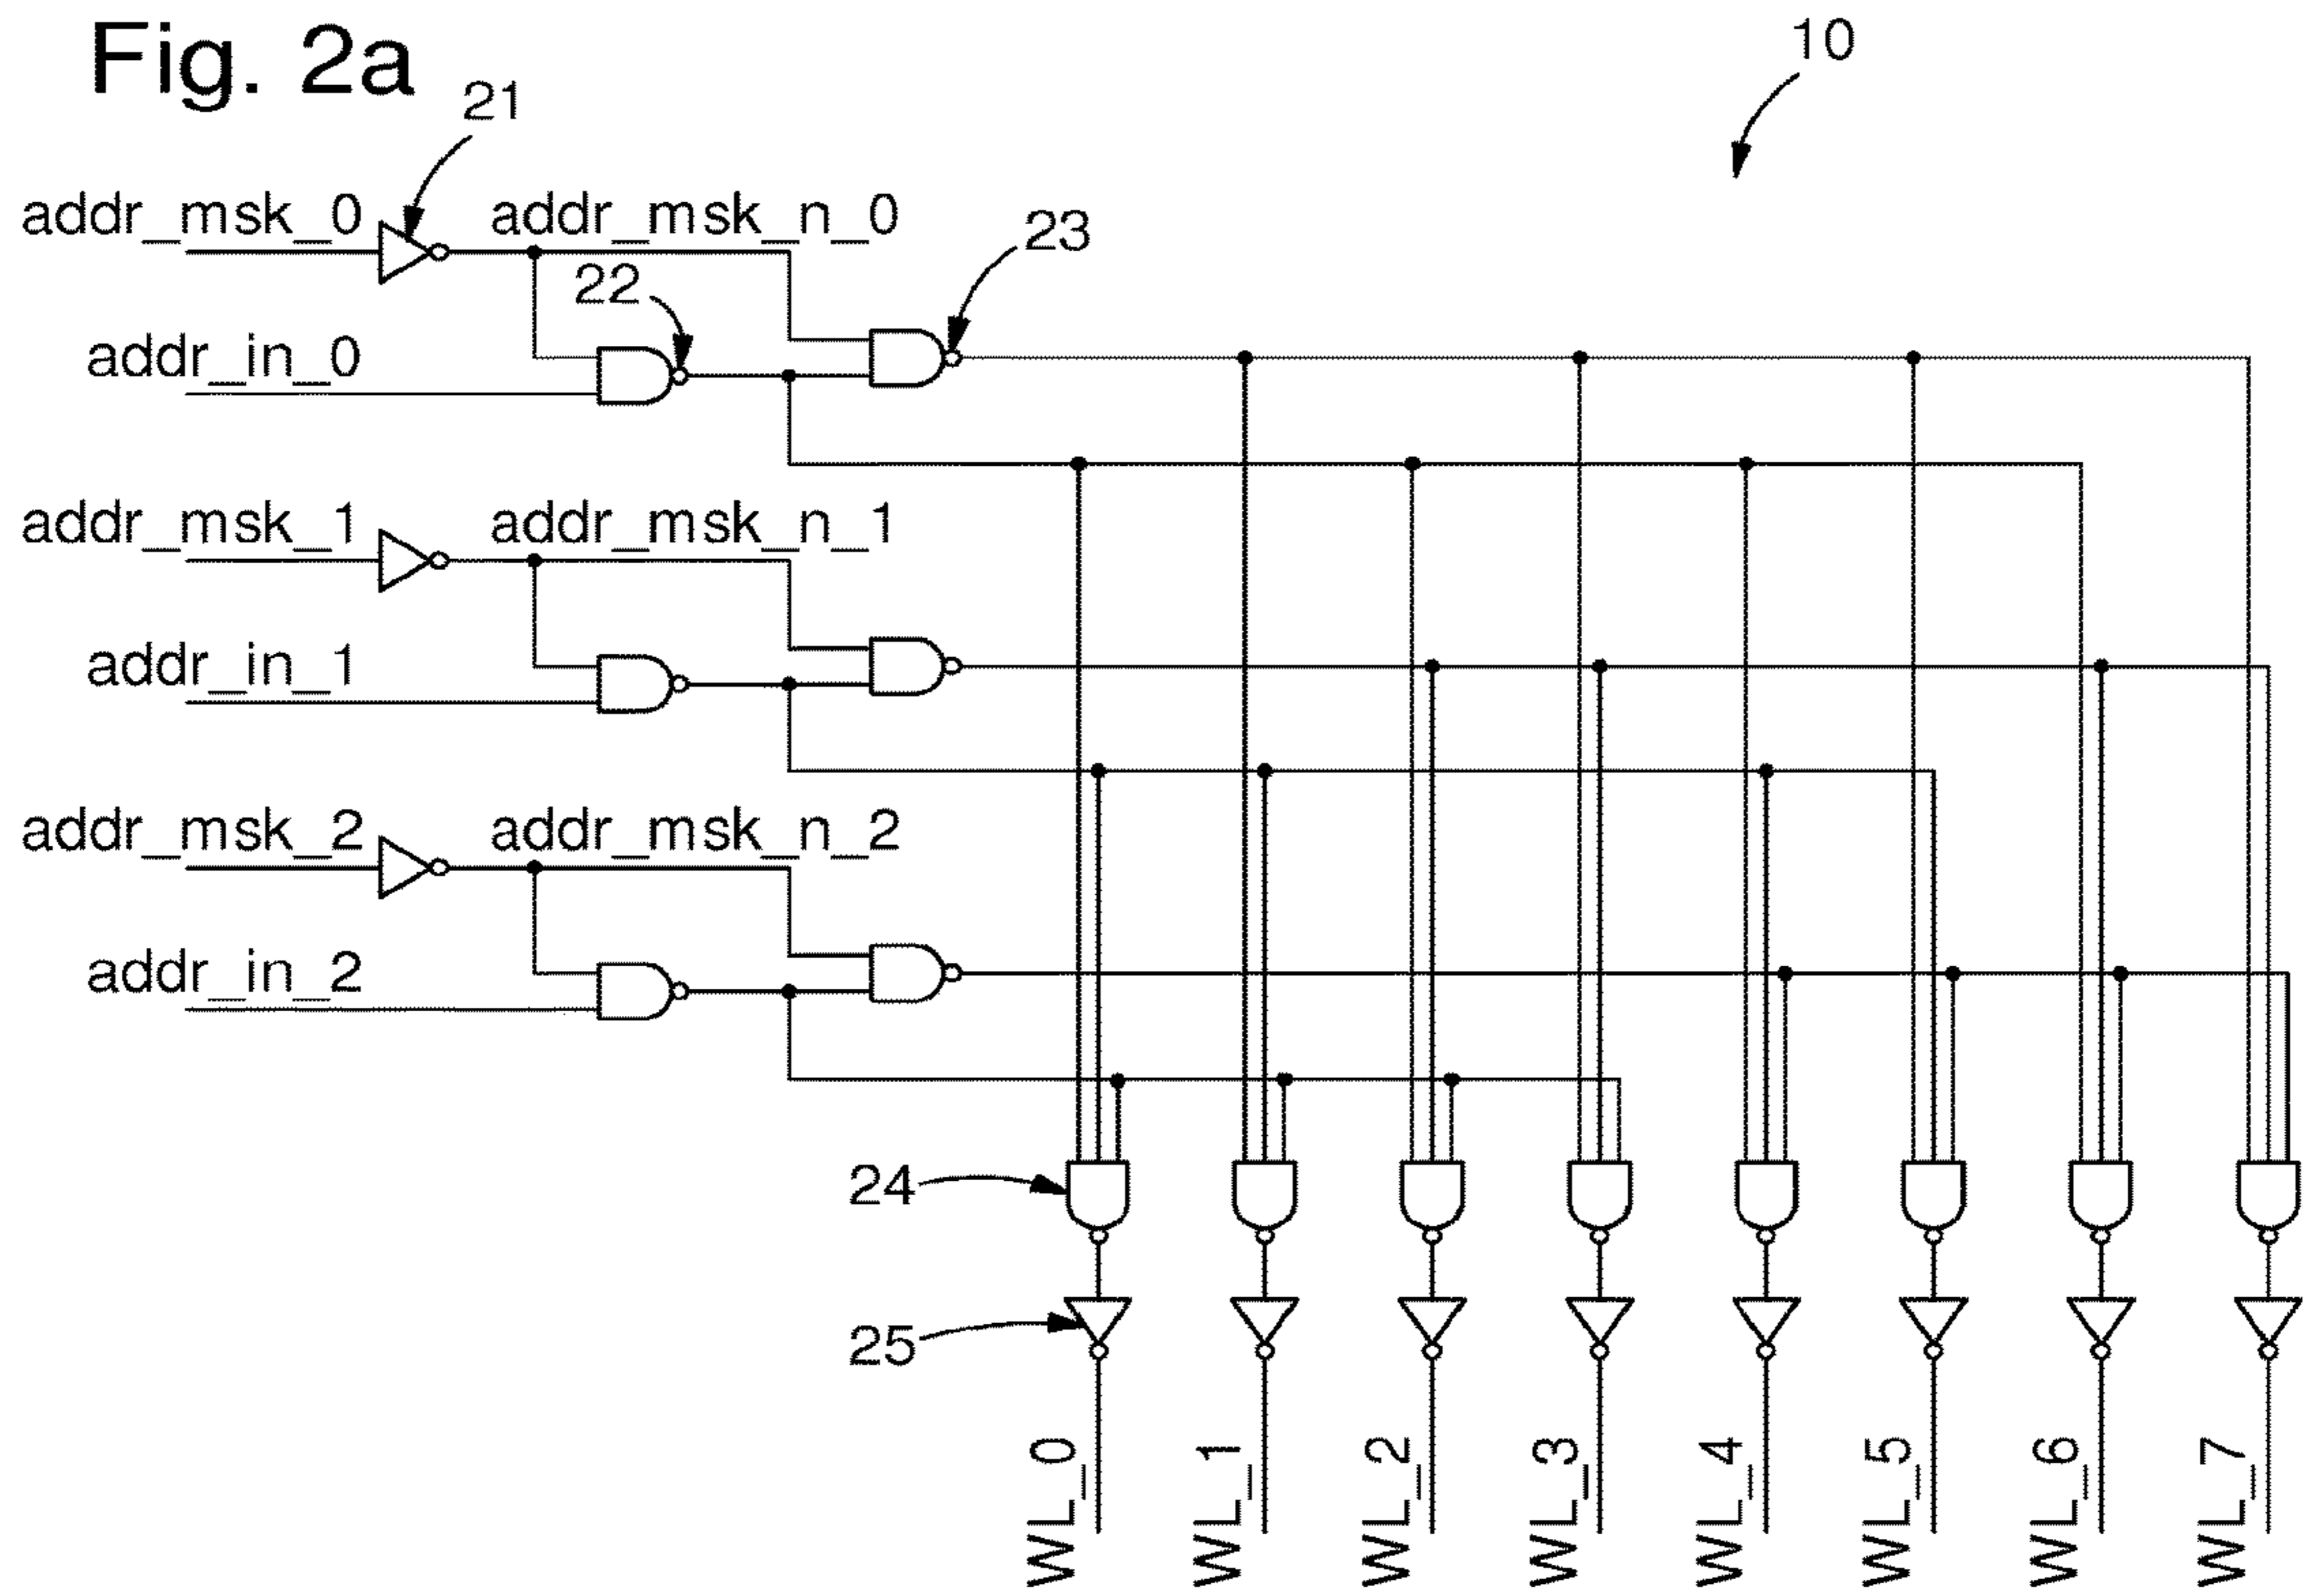 Fig. 2a
10
21
addr_msk_0
addr_msk_n_0
23
22
addr_in_0
addr_msk_1
addr_msk_n_1
addr_in_1
addr_msk_2
addr_msk_n_2
addr_in_2
24
25
WL_0
WL_1
WL_2
WL_3
WL_4
WL_5
WL_6
WL_7